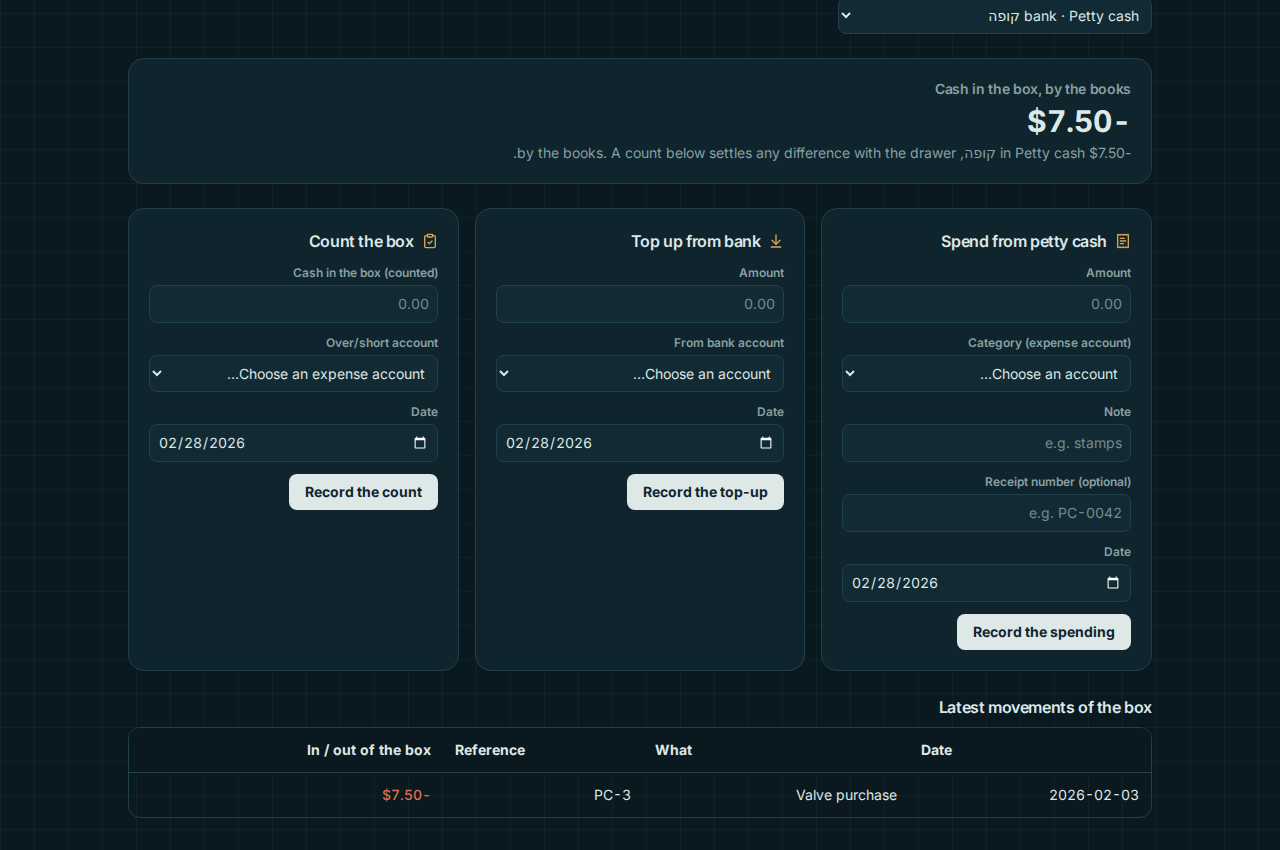 קופה bank · Petty cash
Cash in the box, by the books
$7.50-
-$7.50 in Petty cash קופה, by the books. A count below settles any difference with the drawer.
Spend from petty cash
Amount
0.00
Category (expense account)
Choose an account...
Note
e.g. stamps
Receipt number (optional)
e.g. PC-0042
Date
02/28/2026
Record the spending
Top up from bank
Amount
0.00
From bank account
Choose an account...
Date
02/28/2026
Record the top-up
Count the box
Cash in the box (counted)
0.00
Over/short account
Choose an expense account...
Date
02/28/2026
Record the count
Latest movements of the box
Date What Reference In / out of the box
2026-02-03 Valve purchase PC-3 $7.50-